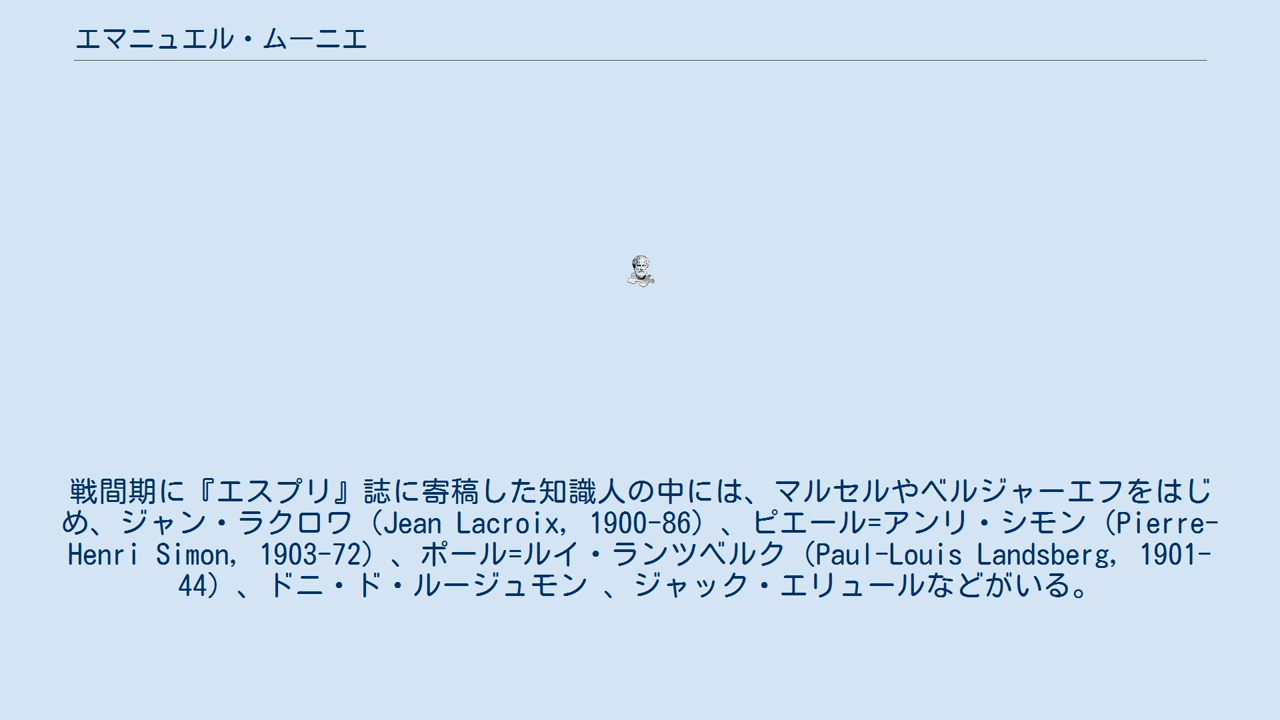 エマニュエル・ムーニエ
戦間期に『エスプリ』誌に寄稿した知識人の中には、マルセルやベルジャーエフをはじ
め、ジャン・ラクロワ（Jean Lacroix, 1900-86）、ピエール=アンリ・シモン（Pierre-
Henri Simon, 1903-72）、ポール=ルイ・ランツベルク（Paul-Louis Landsberg, 1901-
44）、ドニ・ド・ルージュモン 、ジャック・エリュールなどがいる。